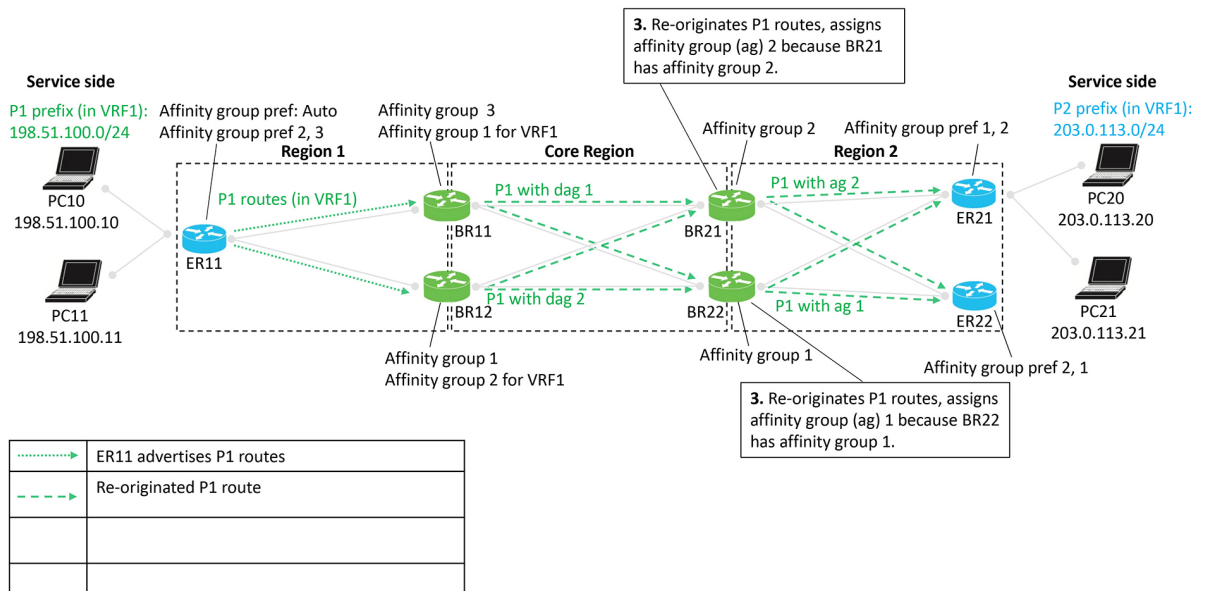 3. Re-originates P1 routes, assigns
affinity group (ag) 2 because BR21
has affinity group 2.
Service side
P1 prefix (in VRF1):
198.51.100.0/24
Affinity group pref: Auto
Affinity group pref 2, 3
Affinity group  3
Affinity group 1 for VRF1
Affinity group 2
Affinity group pref 1, 2
Service side
P2 prefix (in VRF1):
203.0.113.0/24
Region 1
Core Region
Region 2
PC10
198.51.100.10
P1 routes (in VRF1)
BR11
P1 with dag 1
BR21
P1 with ag 2
ER21
PC20
203.0.113.20
ER11
PC11
198.51.100.11
BR12
P1 with dag 2
BR22
P1 with ag 1
ER22
PC21
203.0.113.21
Affinity group 1
Affinity group 2 for VRF1
Affinity group 1
Affinity group pref 2, 1
3. Re-originates P1 routes, assigns
affinity group (ag) 1 because BR22
has affinity group 1.
ER11 advertises P1 routes
Re-originated P1 route